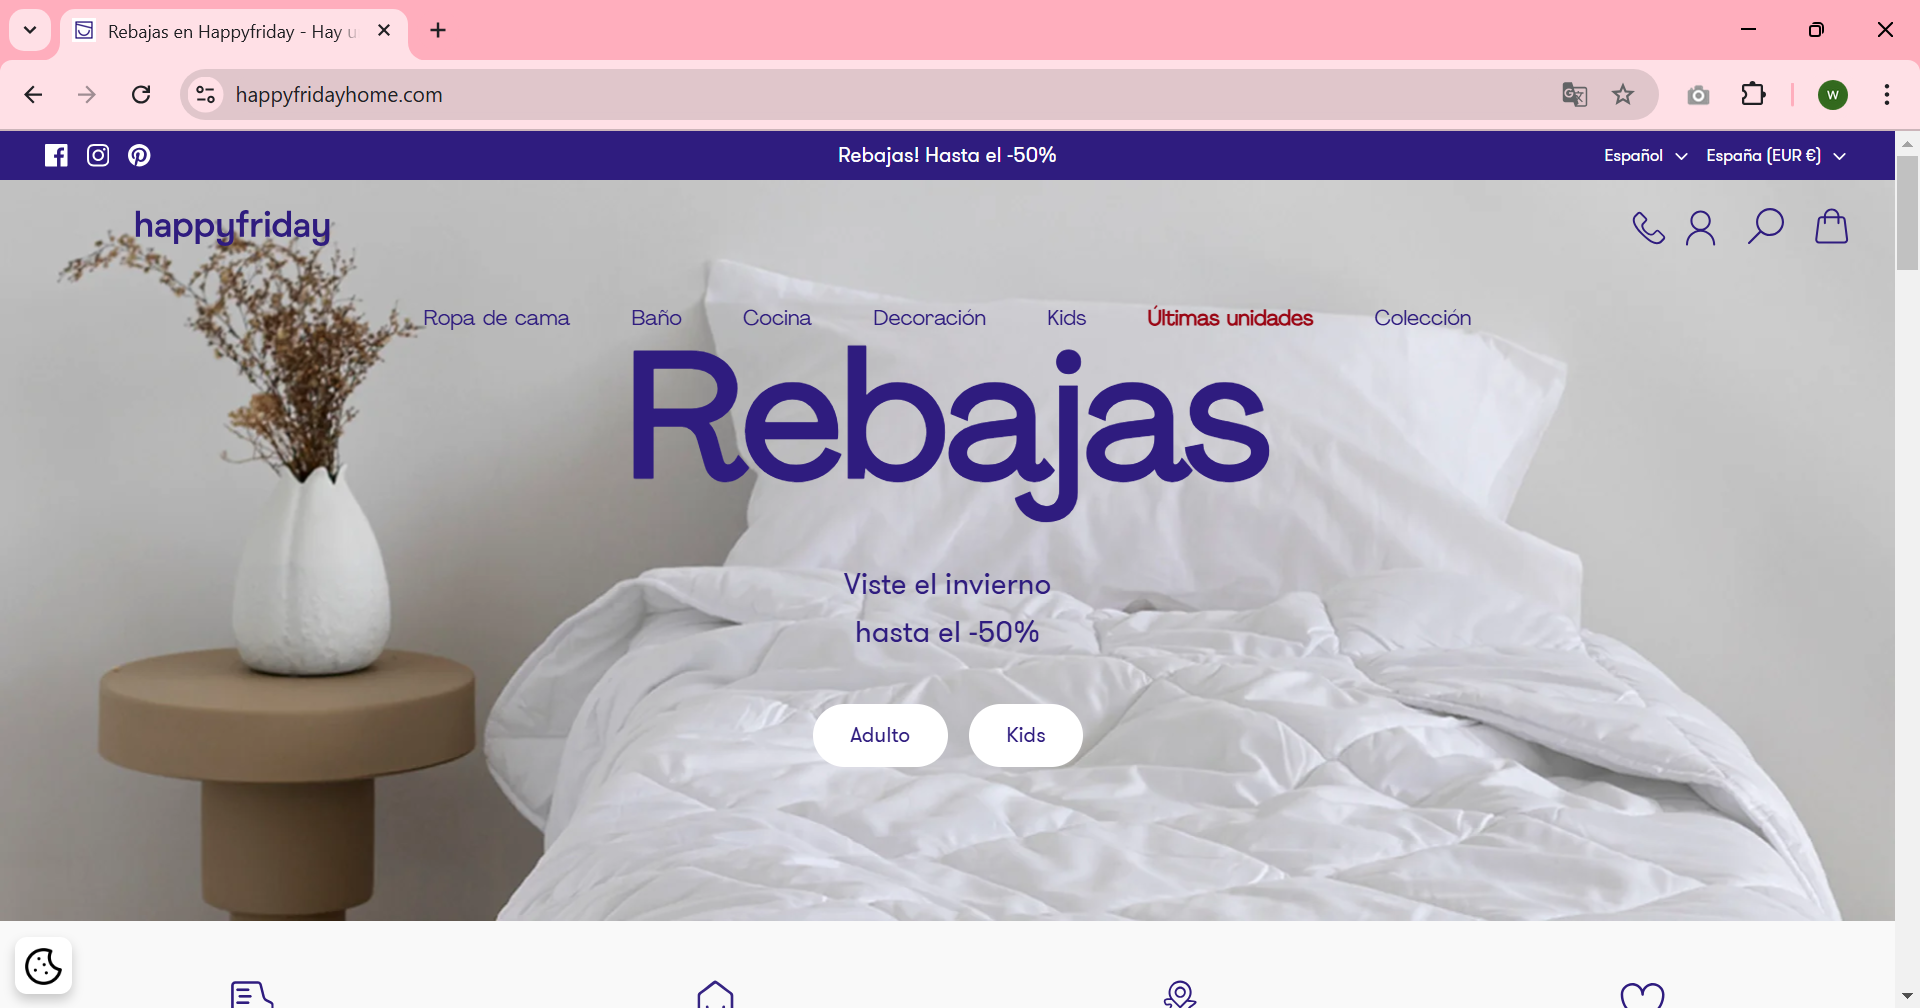 Rebajas en Happyfriday - Hay u
happyfridayhome.com
W
Rebajas! Hasta el -50%
Español
España (EUR €)
happyfriday
Ropa de cama
Baño
Cocina
Decoración
Kids
Últimas unidades
Colección
Rebajas
Viste el invierno
hasta el -50%
Adulto
Kids